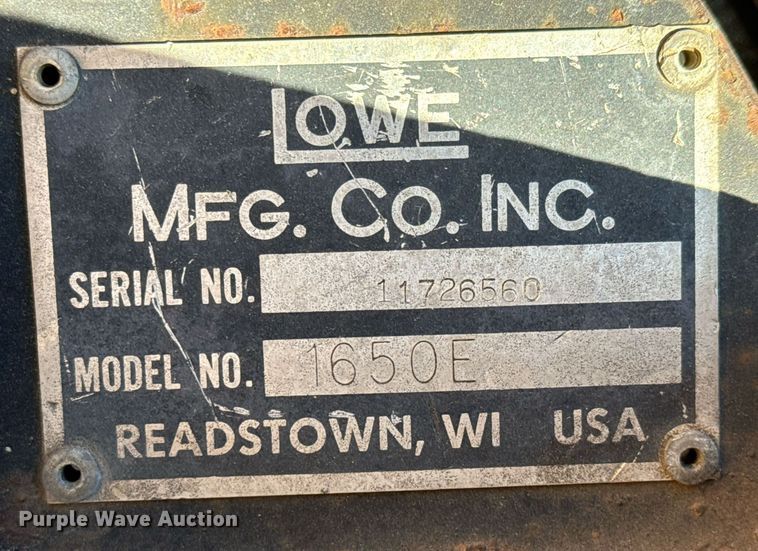 LOWE
MFG. CO. INC.
SERIAL NO. 11726560
MODEL NO. 1650E
READSTOWN, WI USA
Purple Wave Auction